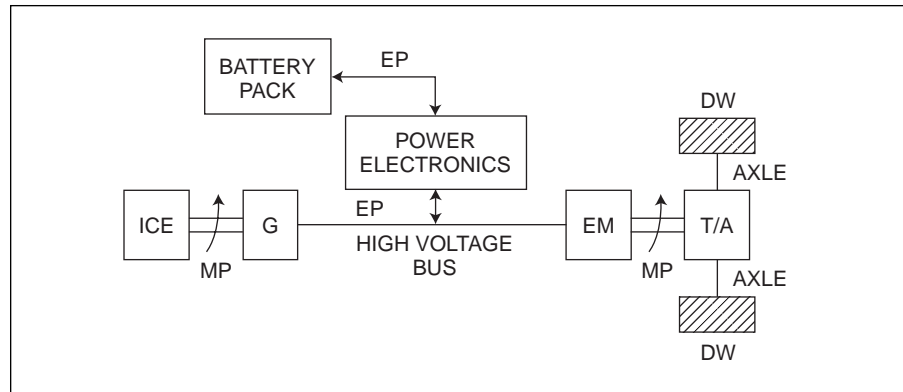 BATTERY
PACK
EP
POWER
ELECTRONICS
DW
AXLE
ICE
MP
G
EP
HIGH VOLTAGE
BUS
EM
MP
T/A
AXLE
DW